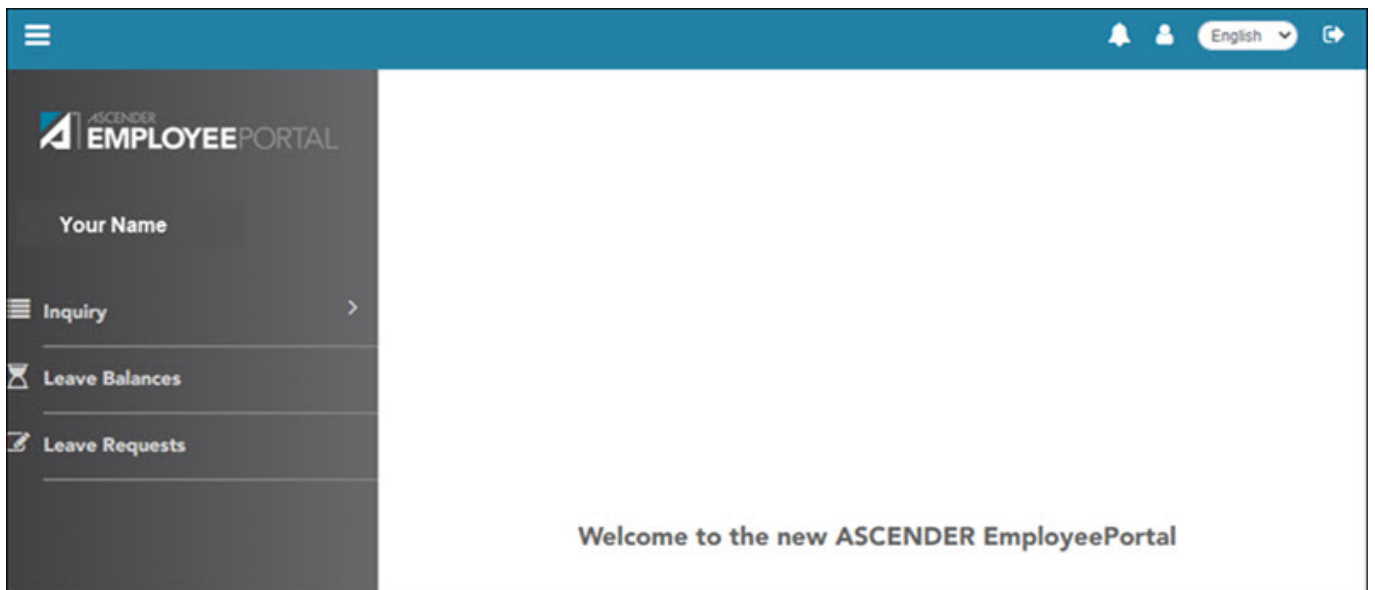 English
ASCENDER
EMPLOYEEPORTAL
Your Name
Inquiry
Leave Balances
Leave Requests
Welcome to the new ASCENDER EmployeePortal